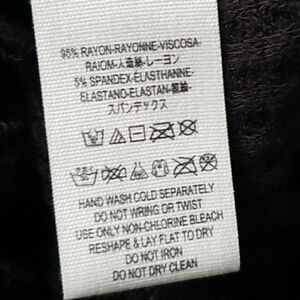 95% RAYON-RAYONNE-VISCOSA-
RAIOM-人造絲-レーヨン
5% SPANDEX-ELASTHANNE-
ELASTANO-ELASTAN-
スパンデックス
HAND WASH COLD SEPARATELY
DO NOT WRING OR TWIST
USE ONLY NON-CHLORINE BLEACH
RESHAPE & LAY FLAT TO DRY
DO NOT IRON
DO NOT DRY CLEAN